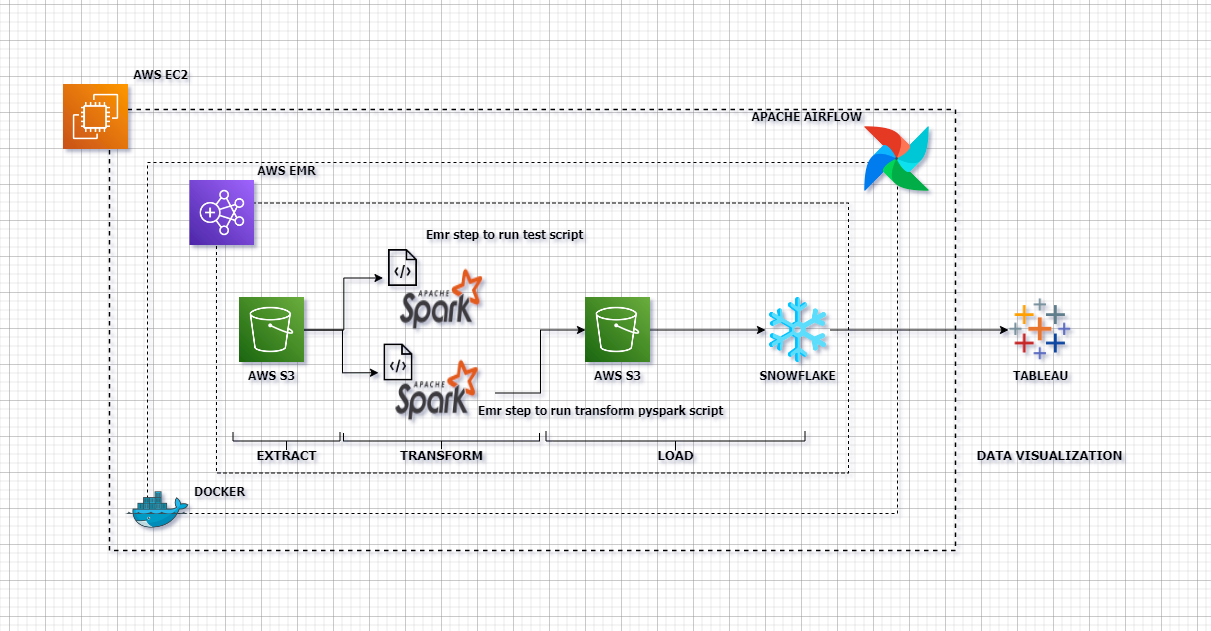 AWS EC2
APACHE AIRFLOW
AWS EMR
Emr step to run test script
</>
APACHE
Spark
AWS S3
</>
APACHE
Spark
Emr step to run transform pyspark script
AWS S3
SNOWFLAKE
TABLEAU
EXTRACT
TRANSFORM
LOAD
DATA VISUALIZATION
DOCKER